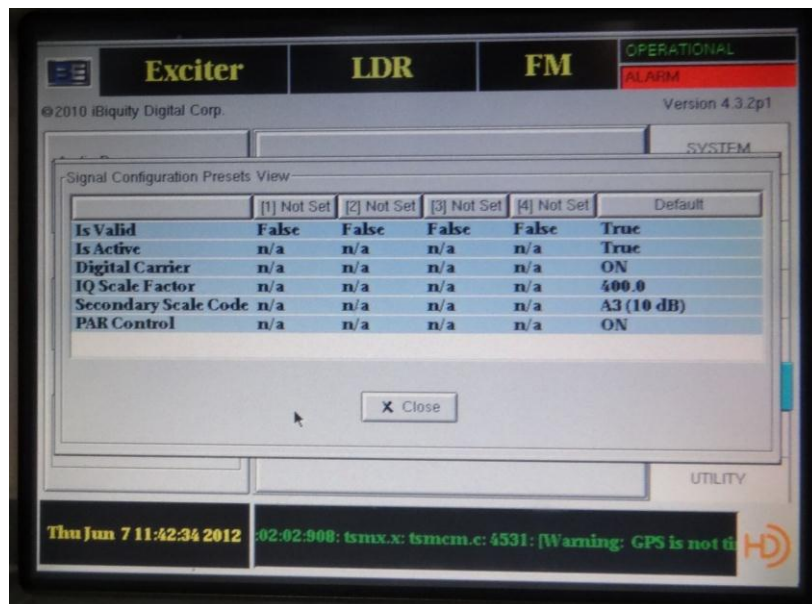 BE Exciter LDR FM OPERATIONAL
ALARM
©2010 iBiquity Digital Corp. Version 4.3.2p1
SYSTEM
Signal Configuration Presets View
[1] Not Set [2] Not Set [3] Not Set [4] Not Set Default
Is Valid False False False False True
Is Active n/a n/a n/a n/a True
Digital Carrier n/a n/a n/a n/a ON
IQ Scale Factor n/a n/a n/a n/a 400.0
Secondary Scale Code n/a n/a n/a n/a A3 (10 dB)
PAR Control n/a n/a n/a n/a ON
X Close
UTILITY
Thu Jun 7 11:42:34 2012 :02:02:908: tsmx.x: tsmcm.c: 4531: [Warning: GPS is not ti
HD